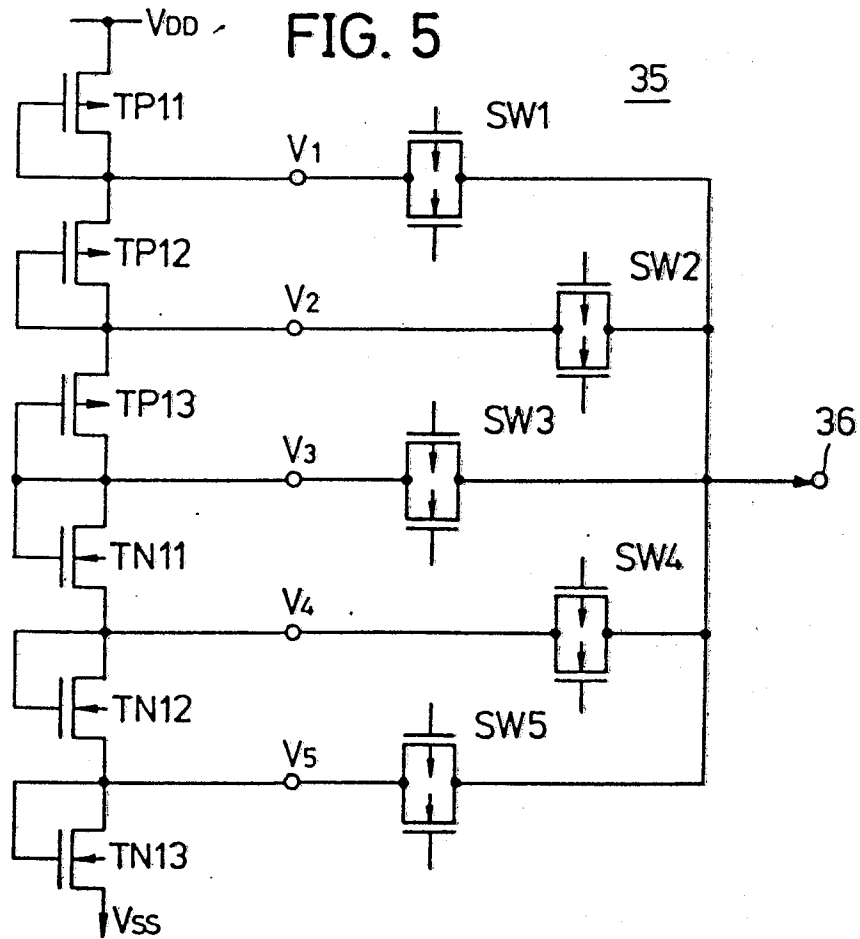 VDD
FIG. 5
35
TP11
SW1
V1
TP12
SW2
V2
TP13
SW3
36
V3
TN11
SW4
V4
TN12
SW5
V5
TN13
VSS